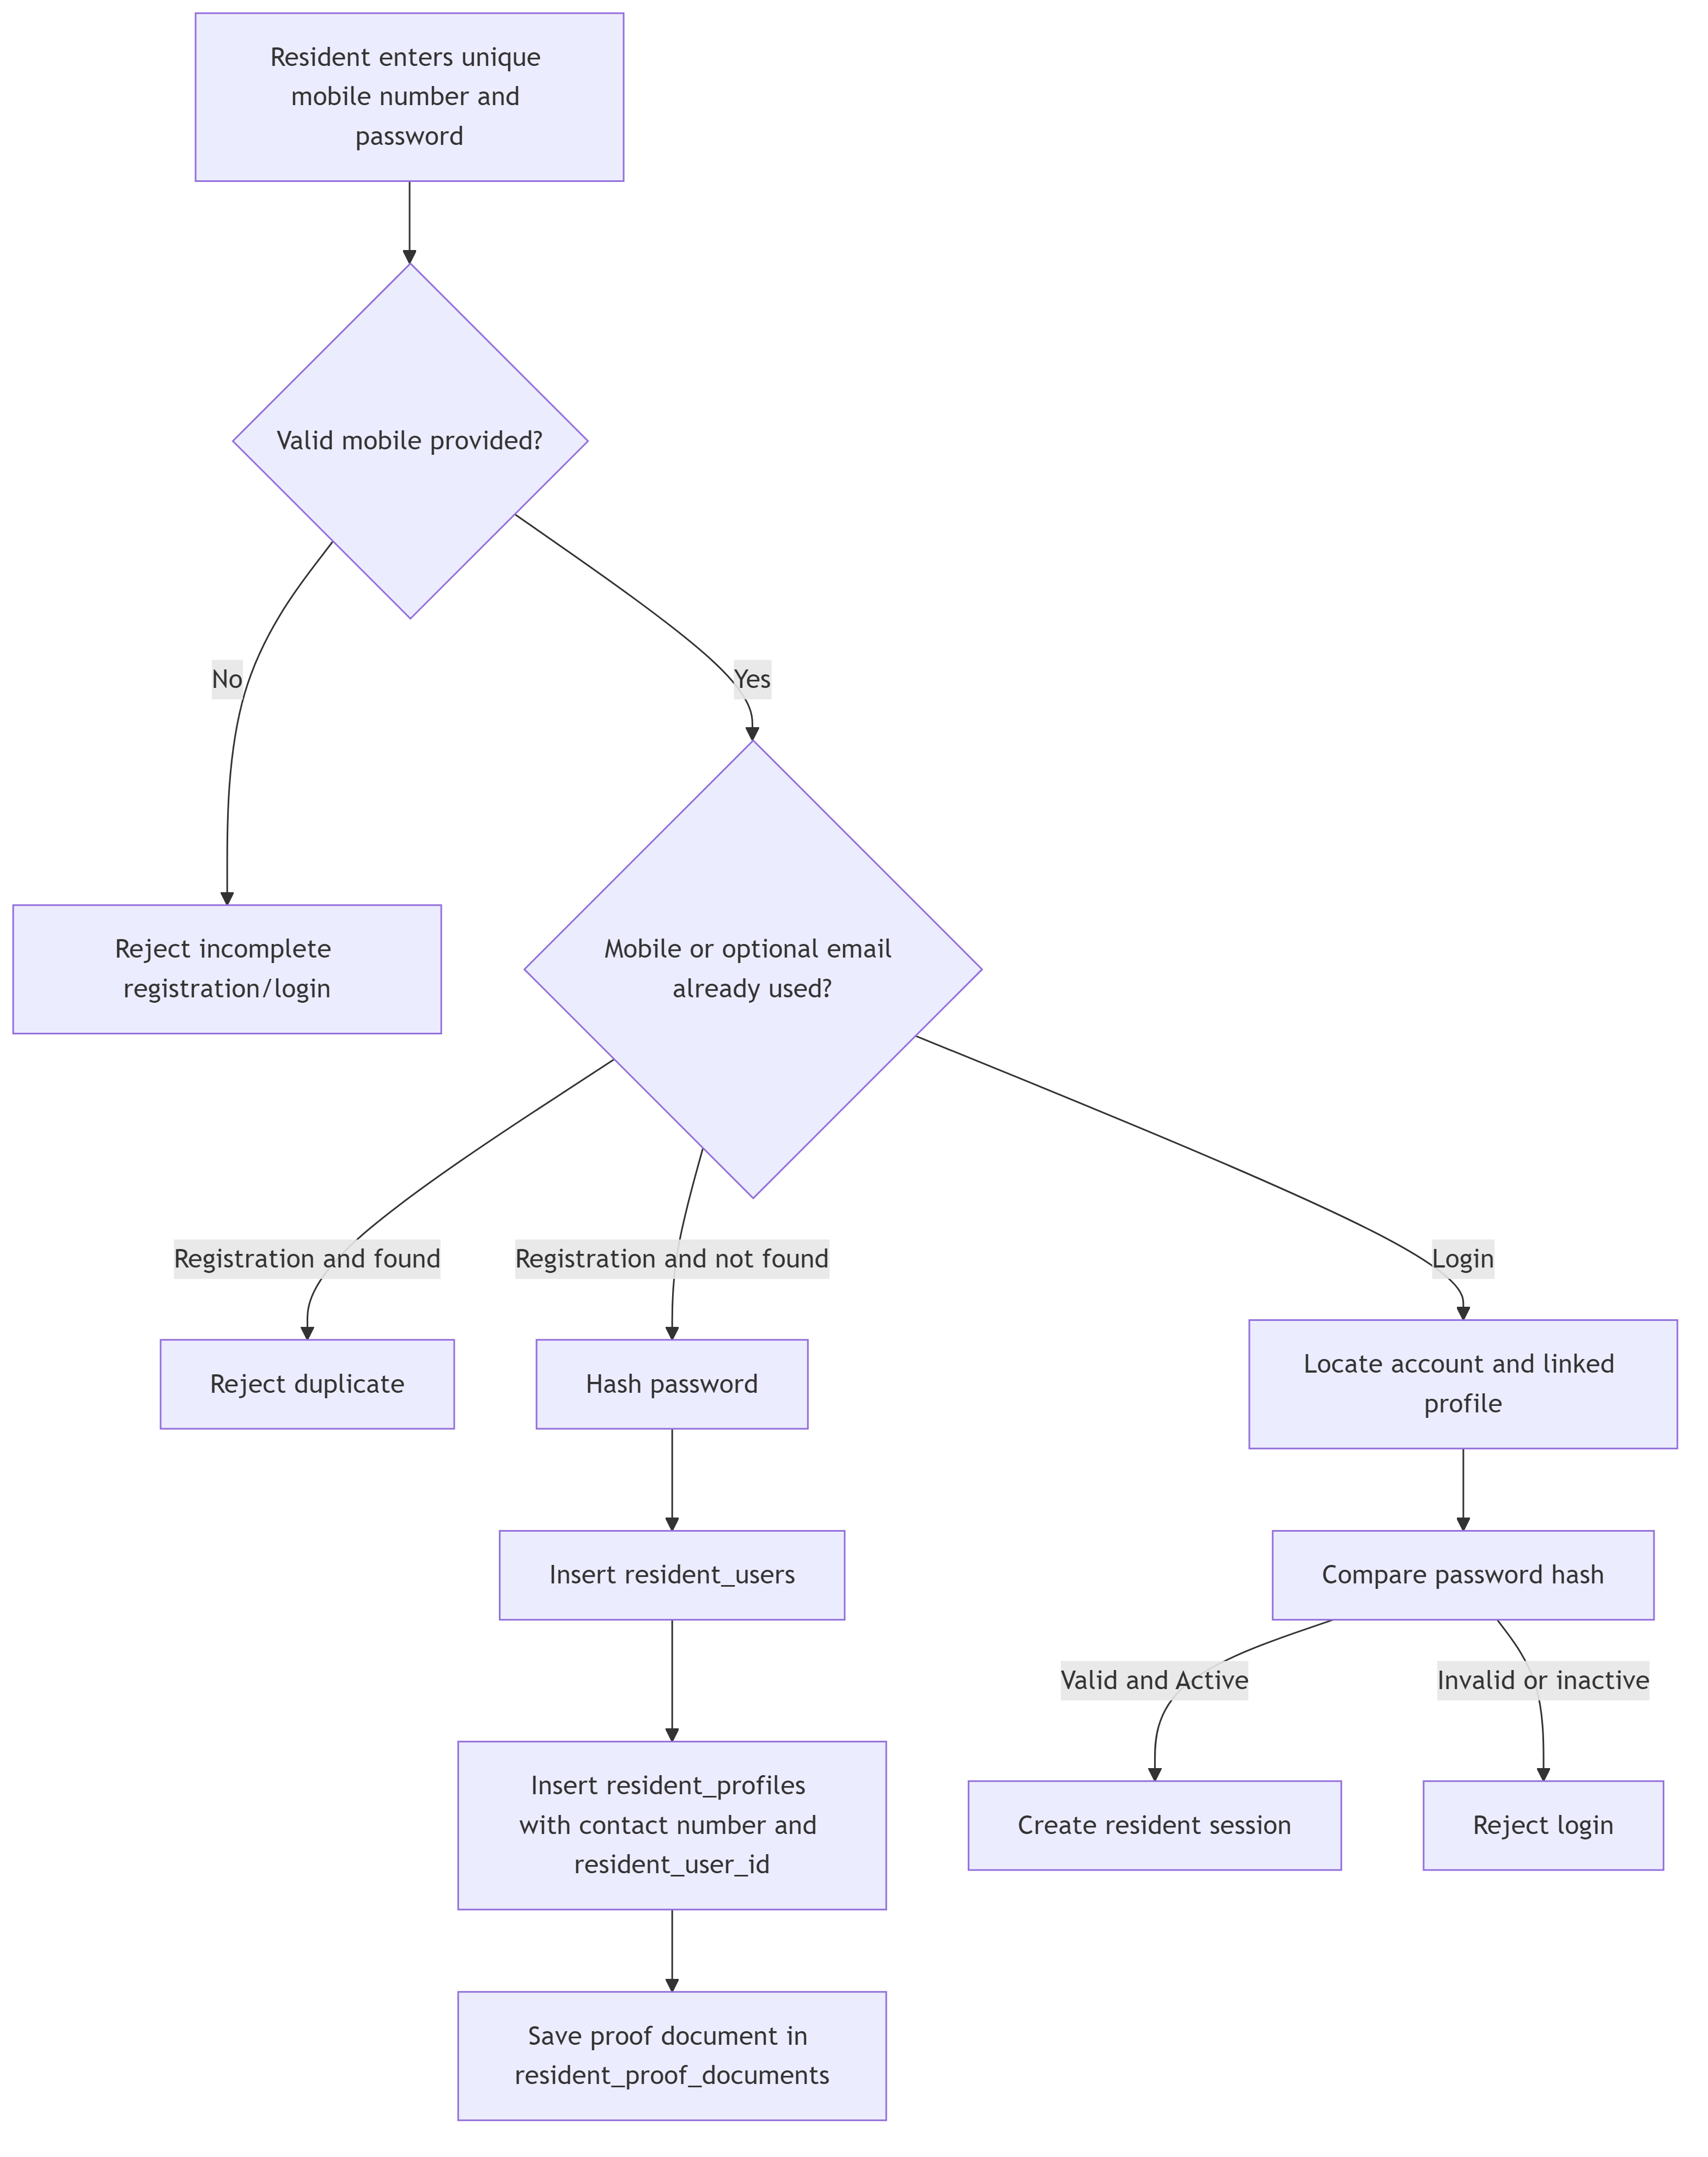 Resident enters unique
mobile number and
password
Valid mobile provided?
No
Yes
Reject incomplete
registration/login
Mobile or optional email
already used?
Registration and found
Registration and not found
Login
Reject duplicate
Hash password
Locate account and linked
profile
Insert resident_users
Compare password hash
Valid and Active
Invalid or inactive
Insert resident_profiles
with contact number and
resident_user_id
Create resident session
Reject login
Save proof document in
resident_proof_documents